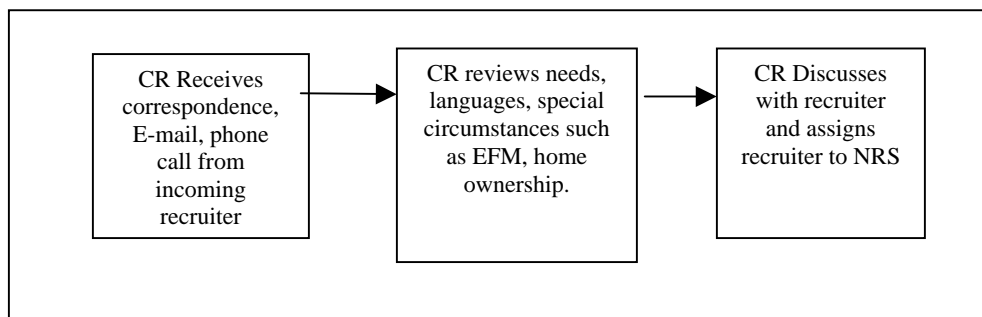 CR Receives
correspondence,
E-mail, phone
call from
incoming
recruiter
CR reviews needs,
languages, special
circumstances such
as EFM, home
ownership.
CR Discusses
with recruiter
and assigns
recruiter to NRS